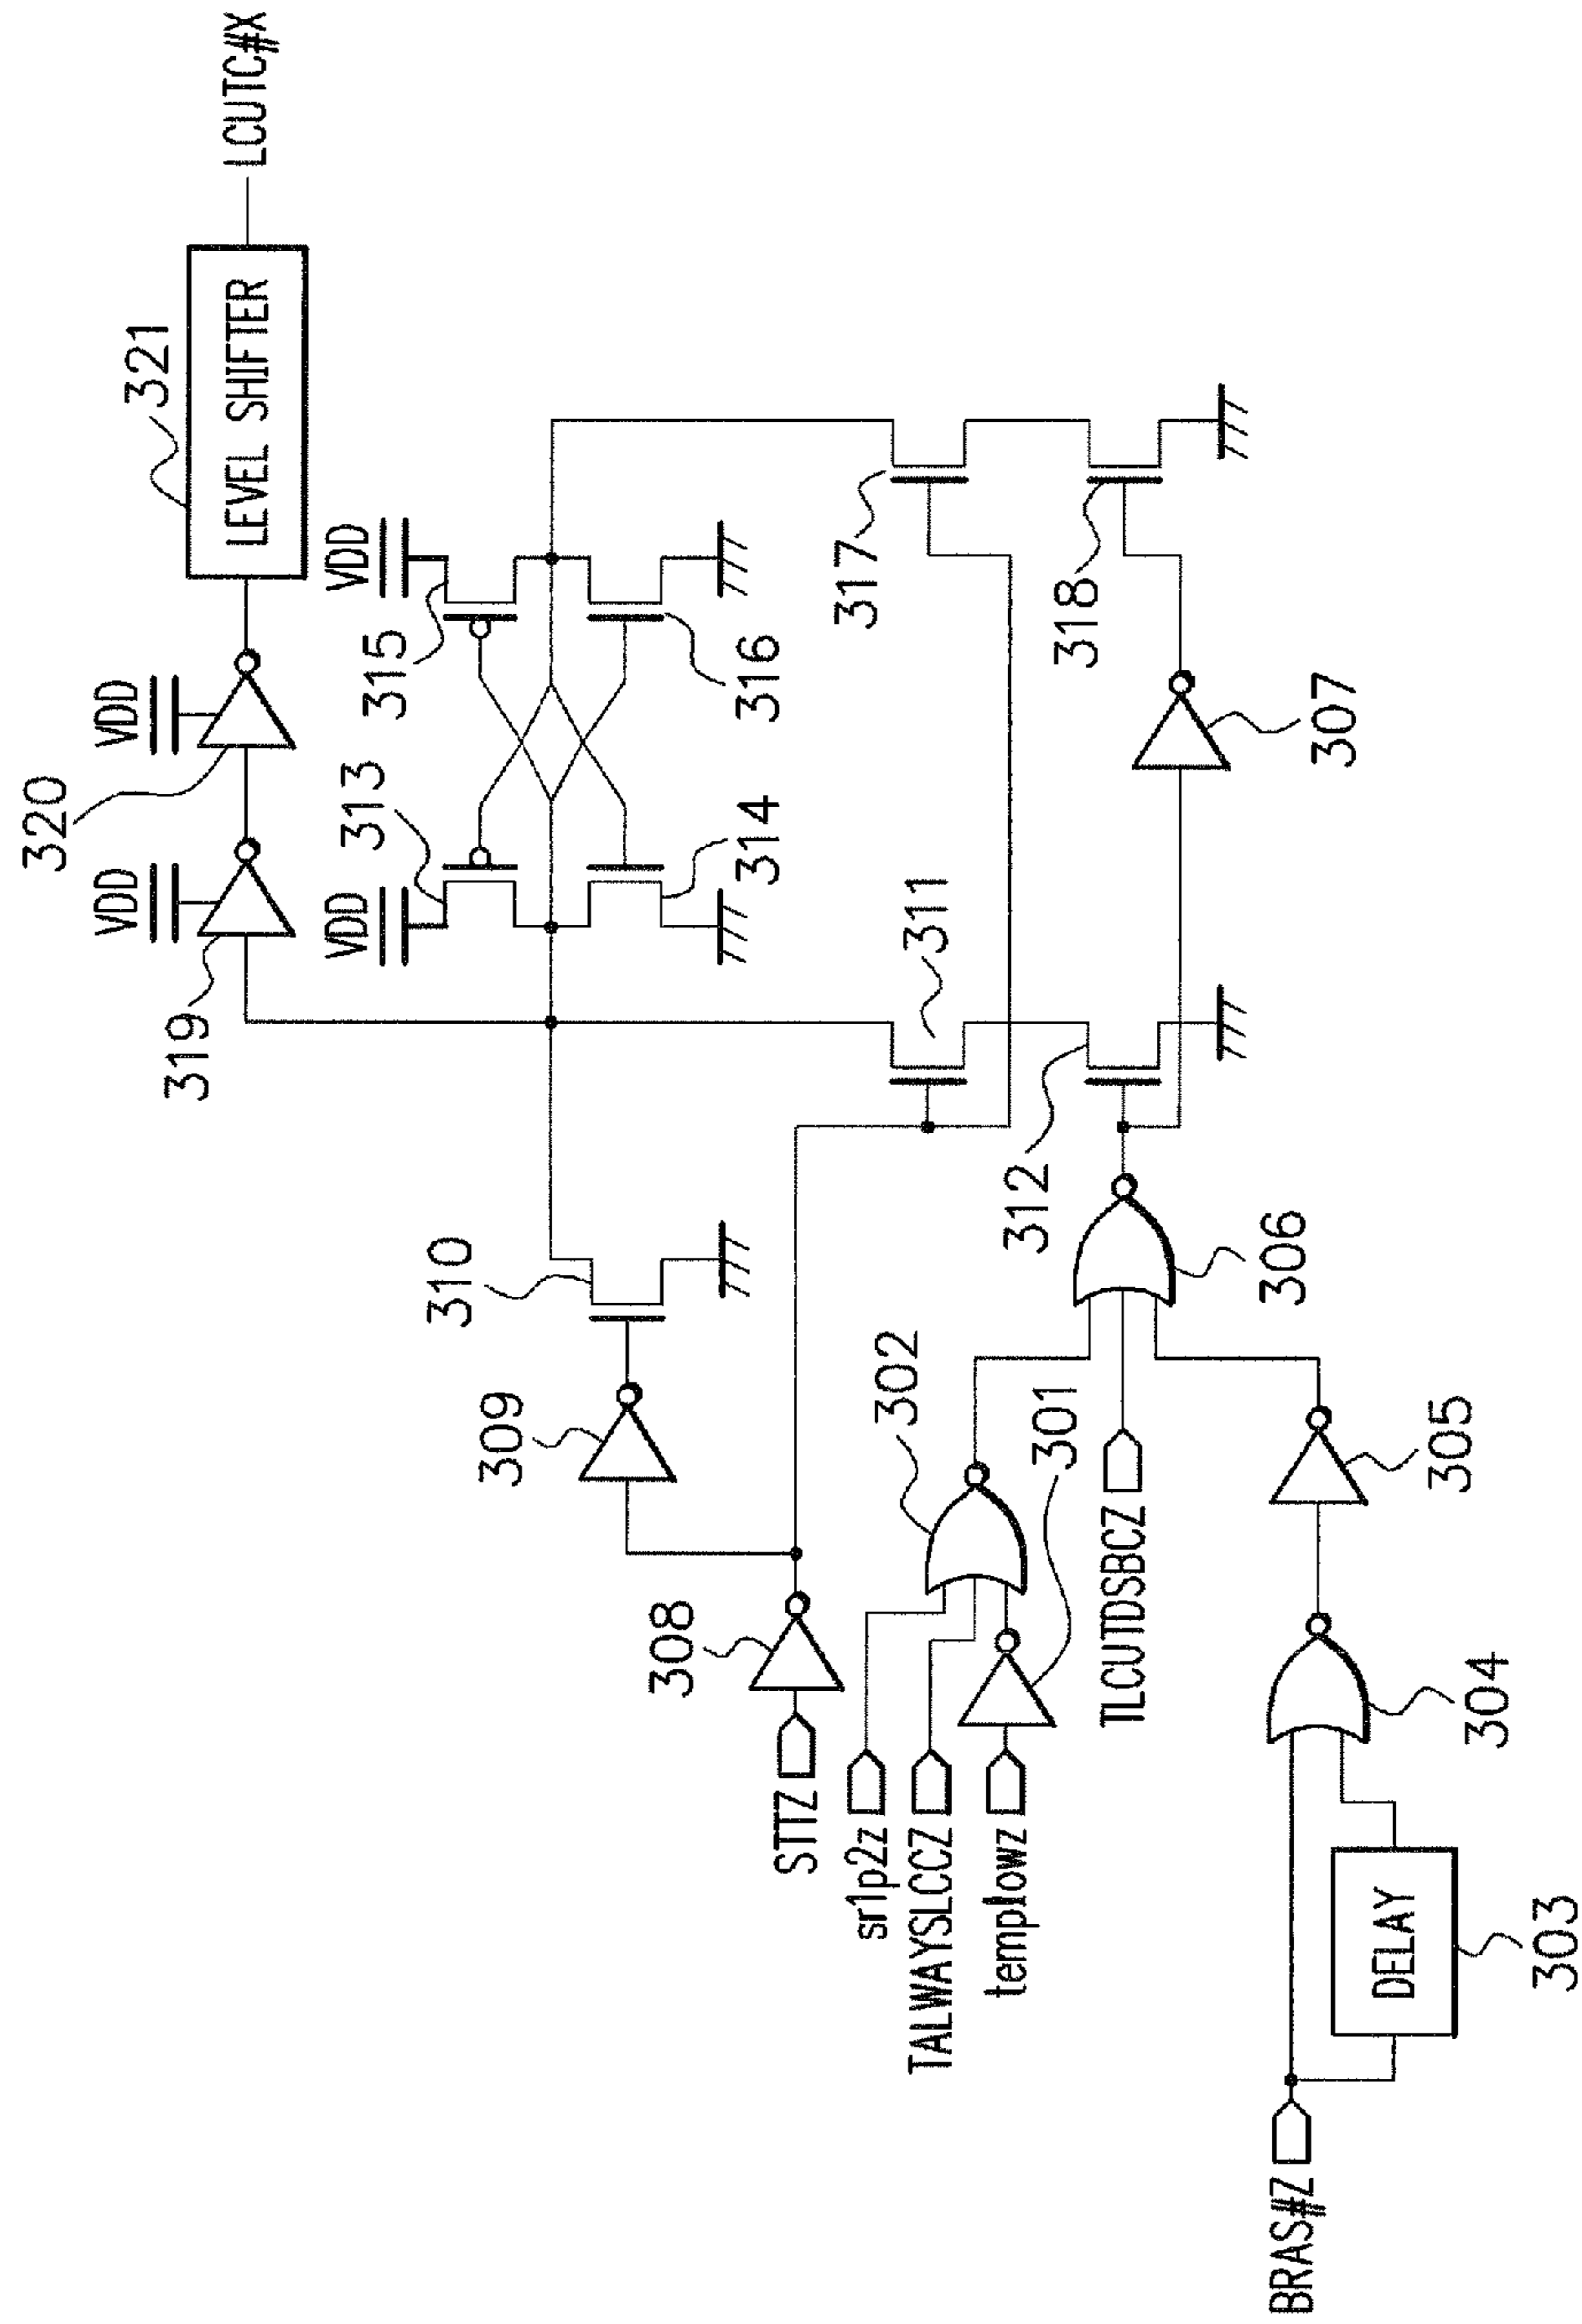 320
VDD
VDD
321
319
LEVEL SHIFTER
LCUTC#X
VDD
VDD
313
315
310
309
308
314
316
STTZ
317
sr1p2z
302
311
TALWAYSLCCZ
templowz
312
301
318
TLCUTDSBCZ
306
BRAS#Z
307
DELAY
305
304
303